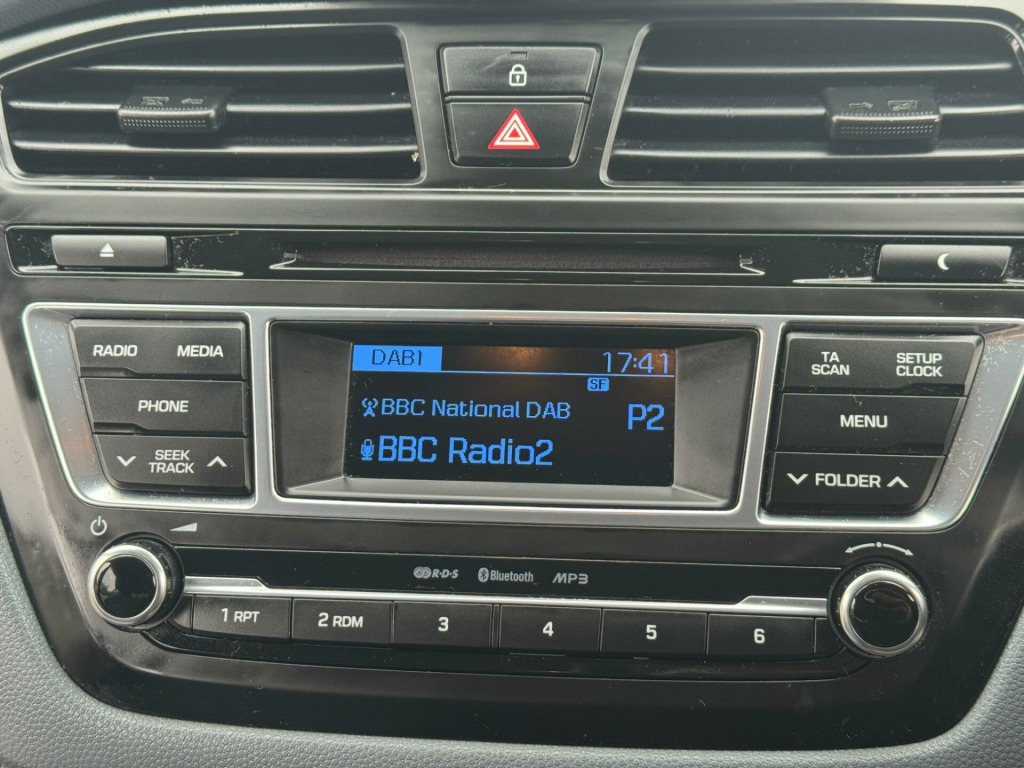 RADIO MEDIA
PHONE
SEEK
TRACK
DAB1 17:41
SF
BBC National DAB P2
BBC Radio2
TA
SCAN
SETUP
CLOCK
MENU
FOLDER
R·D·S Bluetooth MP3
1 RPT 2 RDM 3 4 5 6